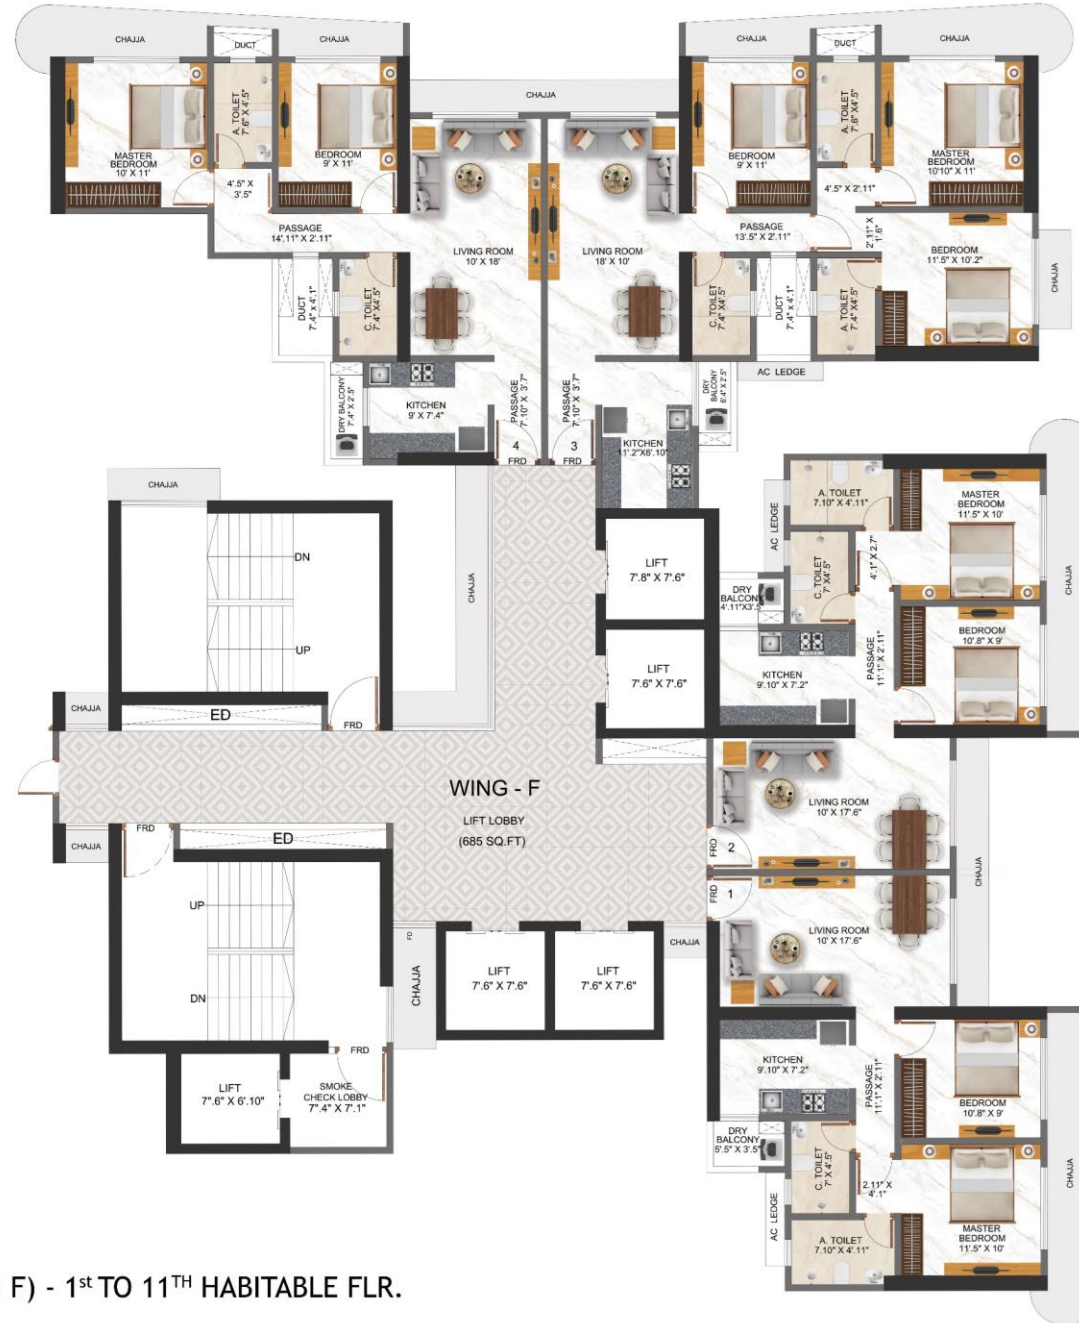 CHAJJA
DUCT
CHAJJA
CHAJJA
DUCT
CHAJJA
CHAJJA
MASTER
BEDROOM
10' X 11'
A. TOILET
7'.6" X 4'.5"
BEDROOM
9' X 11'
4'.5" X
3'.5"
PASSAGE
14'.11" X 2'.11"
LIVING ROOM
10' X 18'
DUCT
7'.4" x 4'.1"
C. TOILET
7'.4" X4'.5"
DRY BALCONY
7'.4" X 2'.5"
KITCHEN
9' X 7'.4"
PASSAGE
7'.10" X 3'.7"
4
FRD
BEDROOM
9' X 11'
A. TOILET
7'.6" X 4'.5"
MASTER
BEDROOM
10'10" X 11'
4'.5" X 2'.11"
PASSAGE
13'.5" X 2'.11"
2'.11" X
1'.6"
BEDROOM
11'.5" X 10'.2"
CHAJJA
LIVING ROOM
18' X 10'
C. TOILET
7'.4" X4'.5"
DUCT
7'.4" x 4'.1"
A. TOILET
7'.4" X4'.5"
AC LEDGE
DRY
BALCONY
6'.4" X 2'.5"
PASSAGE
7'.10" X 3'.7"
KITCHEN
11'.2"X6'.10"
3
FRD
CHAJJA
DN
UP
CHAJJA
LIFT
7'.8" X 7'.6"
LIFT
7'.6" X 7'.6"
A. TOILET
7'.10" X 4'.11"
MASTER
BEDROOM
11'.5" X 10'
AC LEDGE
C. TOILET
7' X4'.5"
4'.1" X 2'.7"
DRY
BALCONY
4'.11"X3'.5"
BEDROOM
10'.8" X 9'
KITCHEN
9'.10" X 7'.2"
PASSAGE
11'.1" X 2'.11"
CHAJJA
CHAJJA
ED
FRD
WING - F
LIFT LOBBY
(685 SQ.FT)
LIVING ROOM
10' X 17'.6"
FRD
2
CHAJJA
FRD
ED
CHAJJA
FRD
1
LIVING ROOM
10' X 17'.6"
UP
DN
FD
CHAJJA
LIFT
7'.6" X 7'.6"
LIFT
7'.6" X 7'.6"
CHAJJA
FRD
LIFT
7".6" X 6'.10"
SMOKE
CHECK LOBBY
7".4" X 7'.1"
KITCHEN
9'.10" X 7'.2"
PASSAGE
11'.1" X 2'.11"
BEDROOM
10'.8" X 9'
DRY
BALCONY
5'.5" X 3'.5"
C. TOILET
7' X 4'.5"
2'.11" X
4'.1"
CHAJJA
AC LEDGE
A. TOILET
7'.10" X 4'.11"
MASTER
BEDROOM
11'.5" X 10'
F) - 1st TO 11TH HABITABLE FLR.